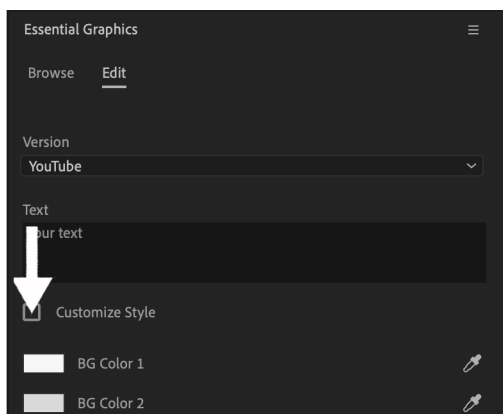 Essential Graphics
Browse Edit
Version
YouTube
Text
our text
Customize Style
BG Color 1
BG Color 2